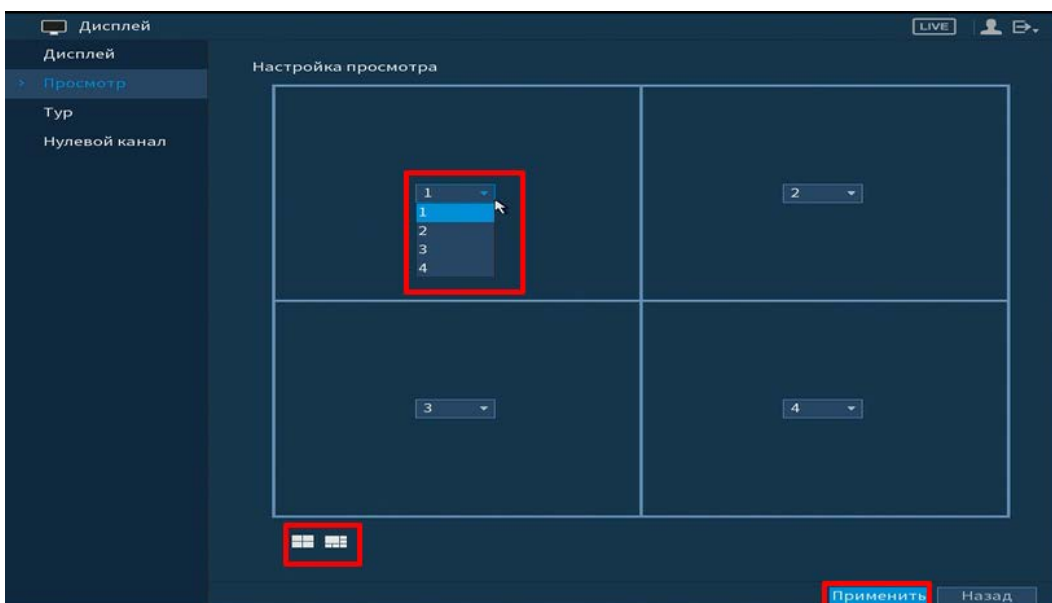 Дисплей
LIVE
Дисплей
Просмотр
Тур
Нулевой канал
Настройка просмотра
1
1
2
3
4
2
3
4
Применить
Назад